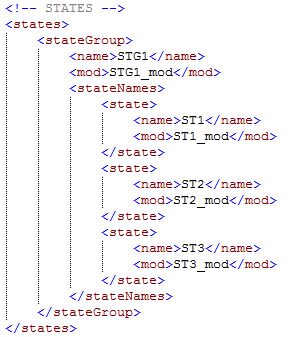 <!-- STATES -->
<states>
<stateGroup>
<name>STG1</name>
<mod>STG1_mod</mod>
<stateNames>
<state>
<name>ST1</name>
<mod>ST1_mod</mod>
</state>
<state>
<name>ST2</name>
<mod>ST2_mod</mod>
</state>
<state>
<name>ST3</name>
<mod>ST3_mod</mod>
</state>
</stateNames>
</stateGroup>
</states>